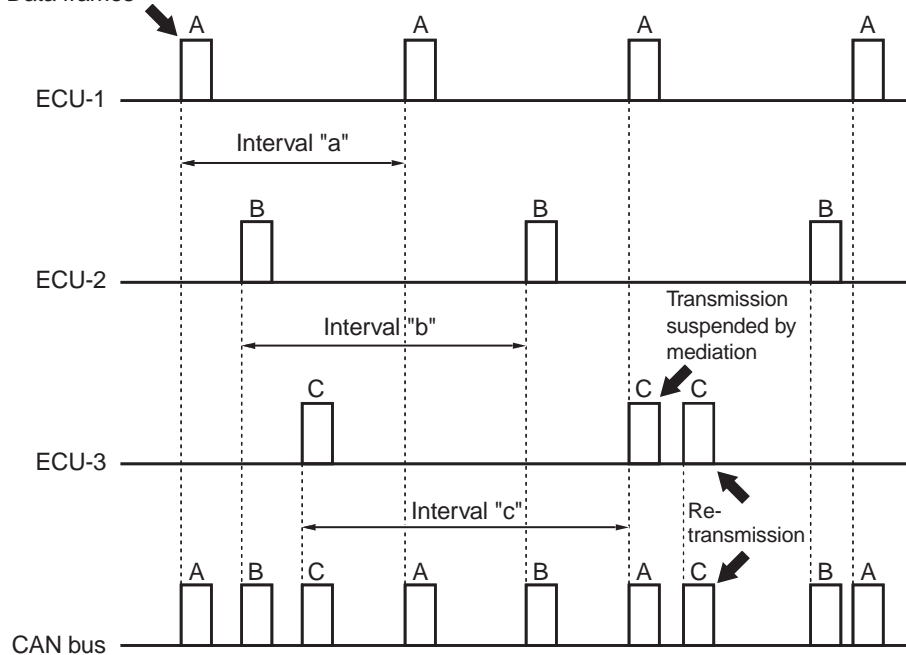 Data frames
A A A A
ECU-1
Interval "a"
B B B
ECU-2
Transmission
suspended by
mediation
Interval "b"
C C C
ECU-3
Interval "c"
Re-
transmission
A B C A B A C B A
CAN bus